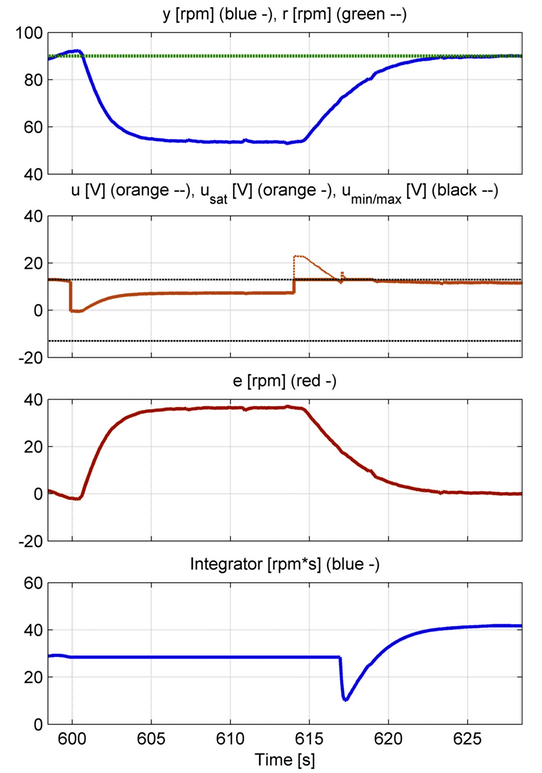 y [rpm] (blue -), r [rpm] (green --)
100
80
60
40
u [V] (orange --), u_sat [V] (orange -), u_min/max [V] (black --)
40
20
0
-20
e [rpm] (red -)
40
20
0
-20
Integrator [rpm*s] (blue -)
60
40
20
0
600 605 610 615 620 625
Time [s]